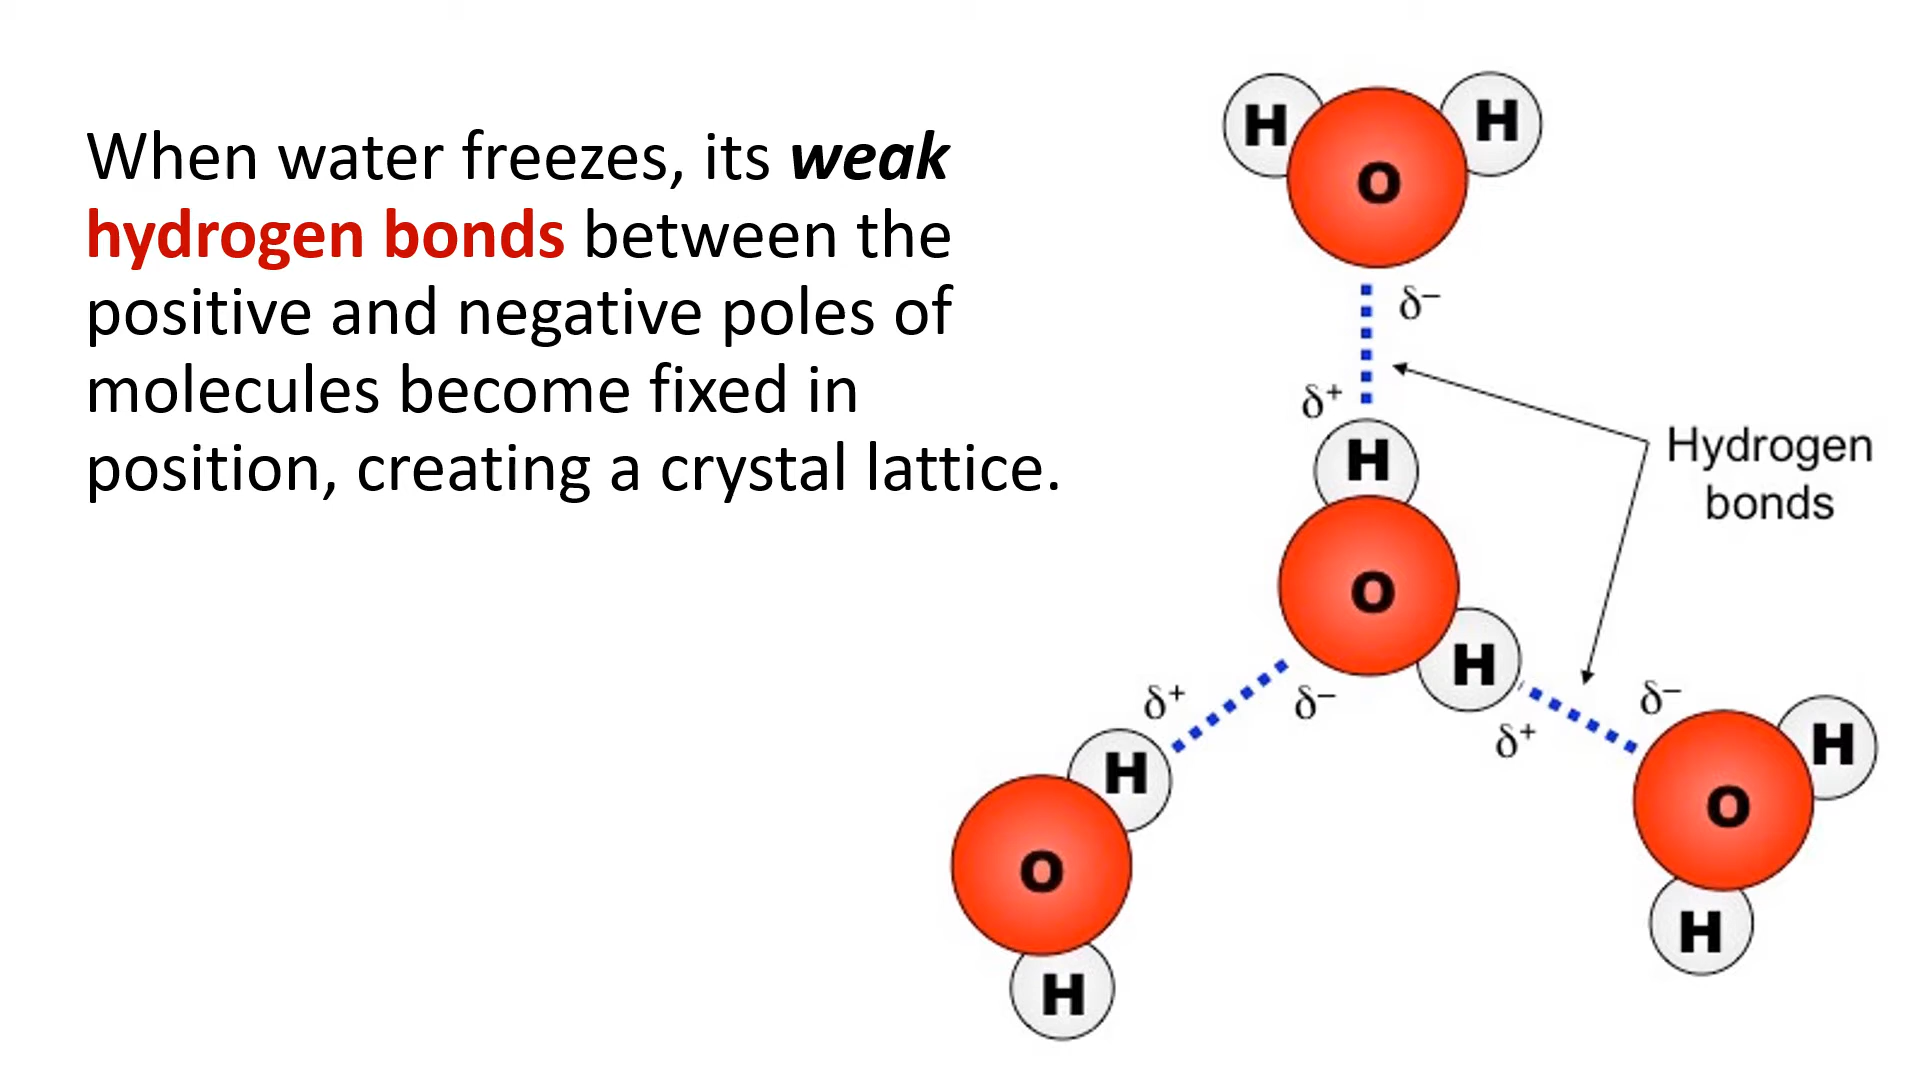 When water freezes, its weak
hydrogen bonds between the
positive and negative poles of
molecules become fixed in
position, creating a crystal lattice.
H H
O
δ−
δ+
H
Hydrogen
bonds
O
H
δ+ δ− δ−
δ+
H H
O
O
H
H